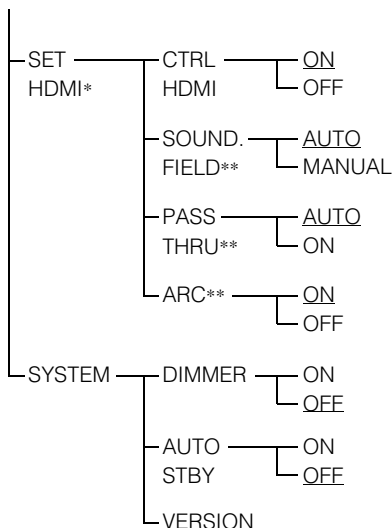 SET CTRL ON
HDMI* HDMI OFF
SOUND. AUTO
FIELD** MANUAL
PASS AUTO
THRU** ON
ARC** ON
OFF
SYSTEM DIMMER ON
OFF
AUTO ON
STBY OFF
VERSION